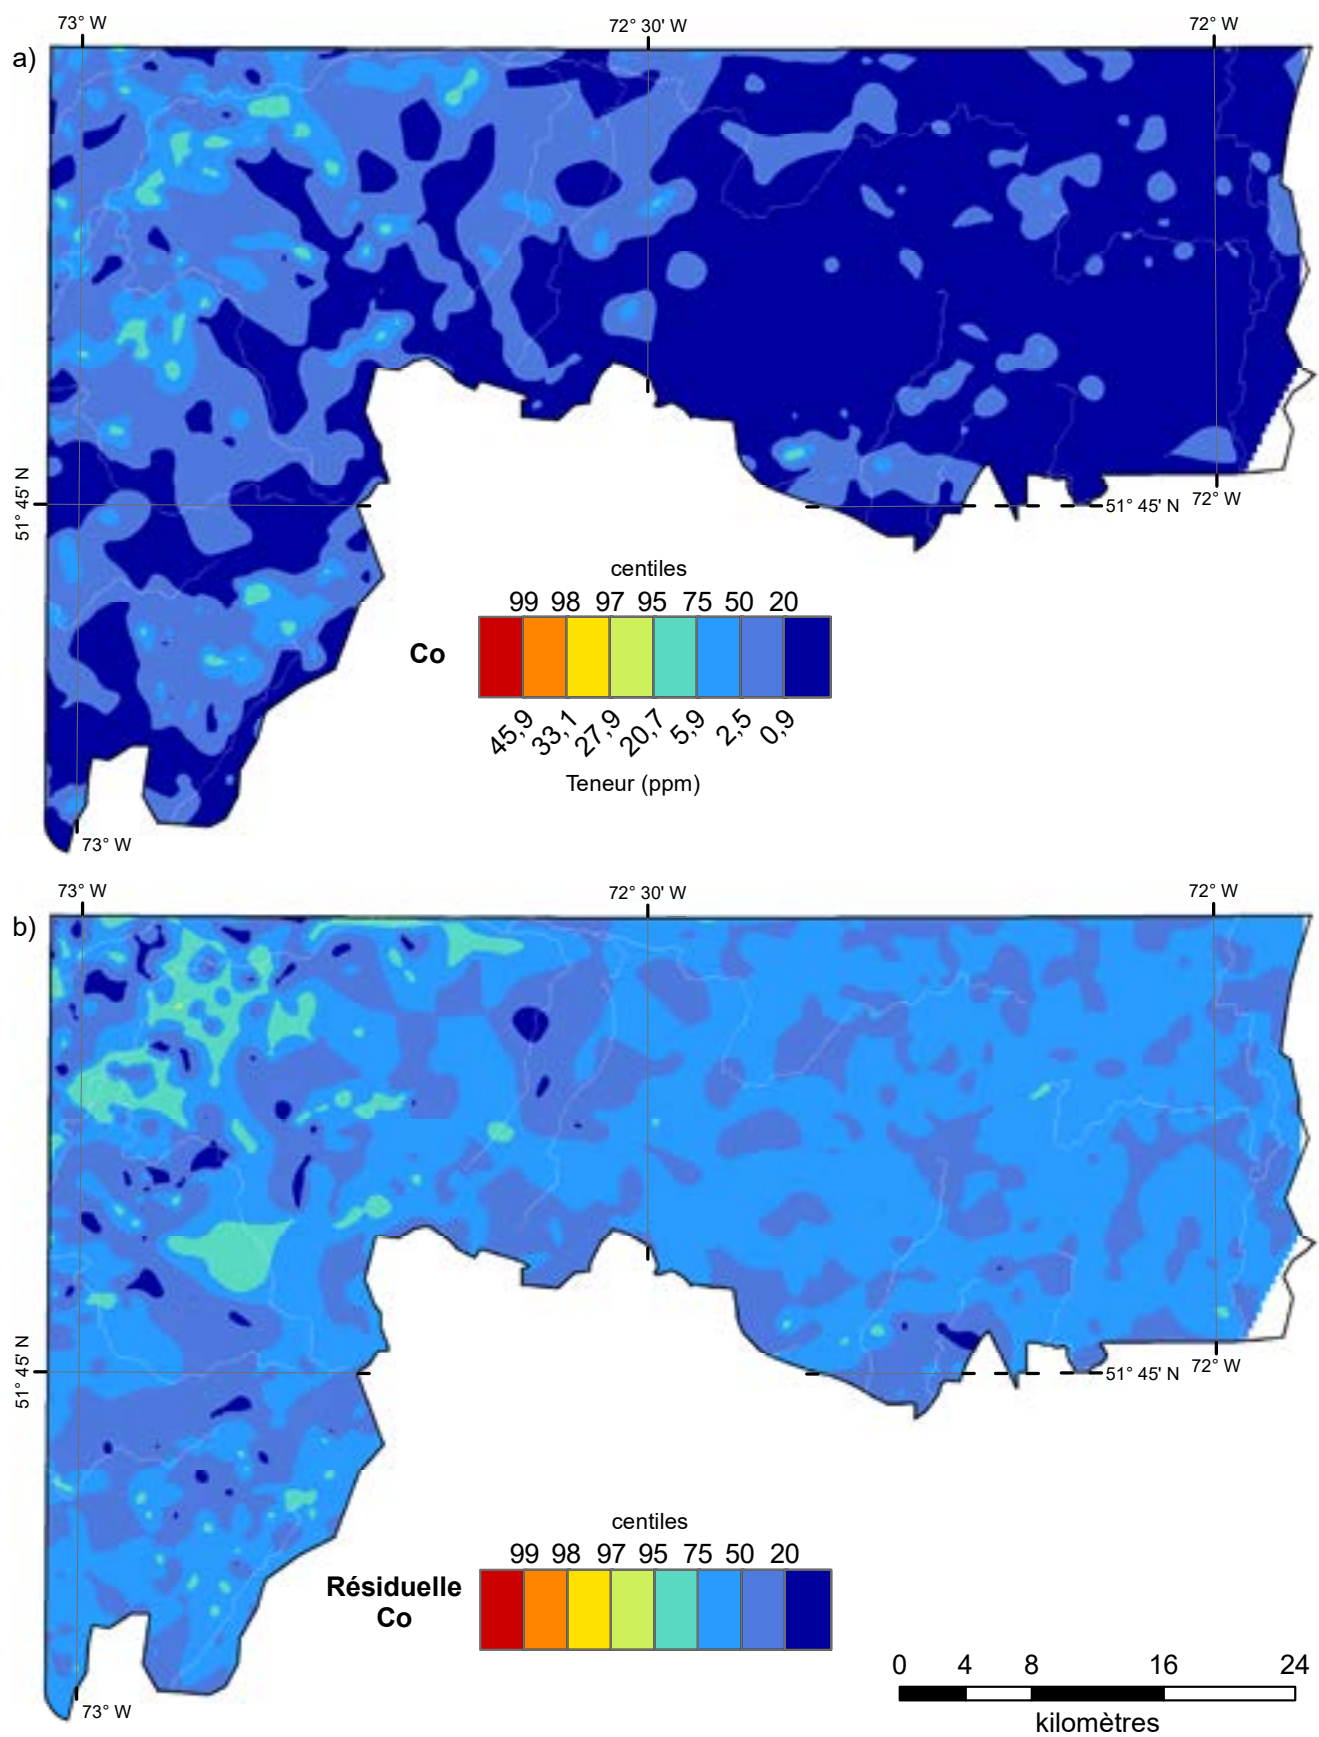 73° W
72° 30' W
72° W
a)
51° 45' N
51° 45' N
72° W
centiles
99 98 97 95 75 50 20
Co
45,9 33,1 27,9 20,7 5,9 2,5 0,9
Teneur (ppm)
73° W
73° W
72° 30' W
72° W
b)
51° 45' N
72° W
51° 45' N
centiles
99 98 97 95 75 50 20
Résiduelle
Co
0 4 8 16 24
kilomètres
73° W